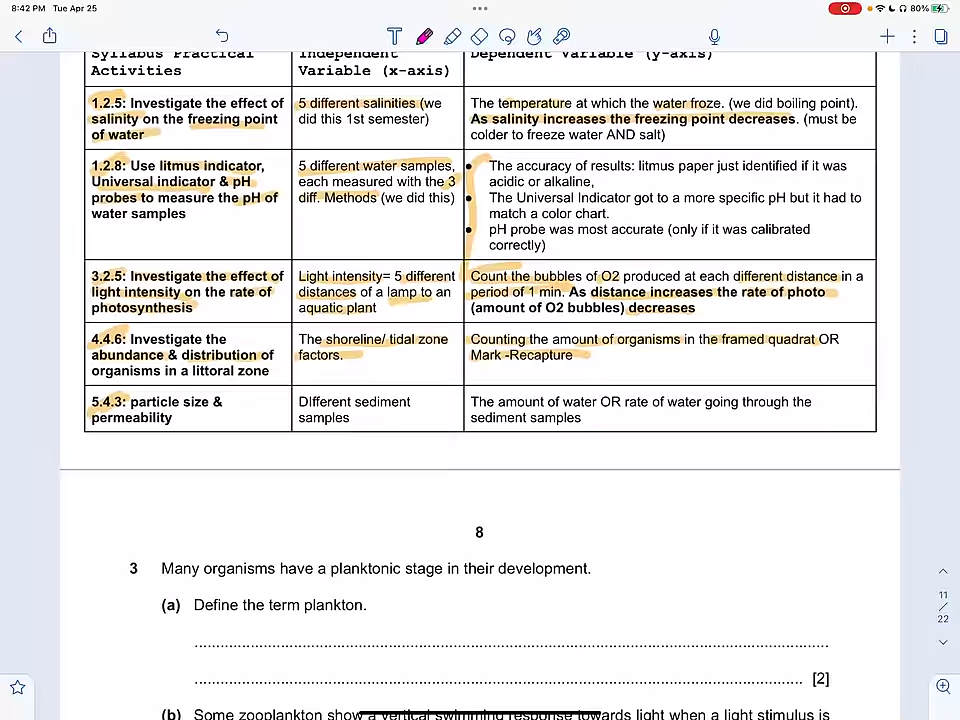 8:42 PM Tue Apr 25
80%
Syllabus Practical Independent Dependent Variable (y-axis)
Activities Variable (x-axis)
1.2.5: Investigate the effect of
salinity on the freezing point
of water
5 different salinities (we
did this 1st semester)
The temperature at which the water froze. (we did boiling point).
As salinity increases the freezing point decreases. (must be
colder to freeze water AND salt)
1.2.8: Use litmus indicator,
Universal indicator & pH
probes to measure the pH of
water samples
5 different water samples,
each measured with the 3
diff. Methods (we did this)
• The accuracy of results: litmus paper just identified if it was
acidic or alkaline,
• The Universal Indicator got to a more specific pH but it had to
match a color chart.
• pH probe was most accurate (only if it was calibrated
correctly)
3.2.5: Investigate the effect of
light intensity on the rate of
photosynthesis
Light intensity= 5 different
distances of a lamp to an
aquatic plant
Count the bubbles of O2 produced at each different distance in a
period of 1 min. As distance increases the rate of photo
(amount of O2 bubbles) decreases
4.4.6: Investigate the
abundance & distribution of
organisms in a littoral zone
The shoreline/ tidal zone
factors.
Counting the amount of organisms in the framed quadrat OR
Mark -Recapture
5.4.3: particle size &
permeability
DIfferent sediment
samples
The amount of water OR rate of water going through the
sediment samples
8
3 Many organisms have a planktonic stage in their development.
(a) Define the term plankton.
[2]
(b) Some zooplankton show a vertical swimming response towards light when a light stimulus is
11
/
22